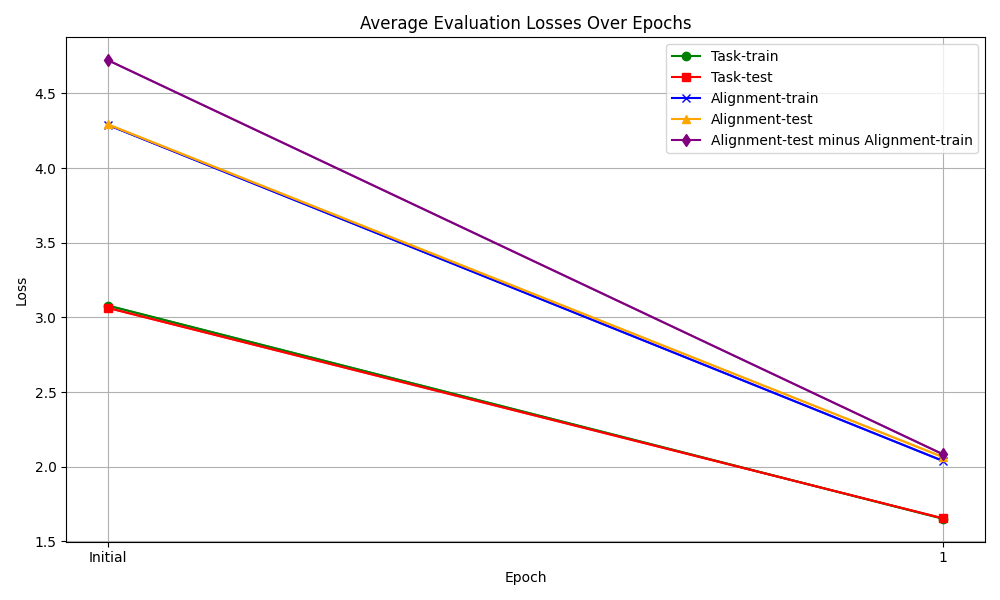 Average Evaluation Losses Over Epochs
Task-train
Task-test
Alignment-train
Alignment-test
Alignment-test minus Alignment-train
Loss
4.5
4.0
3.5
3.0
2.5
2.0
1.5
Initial
1
Epoch